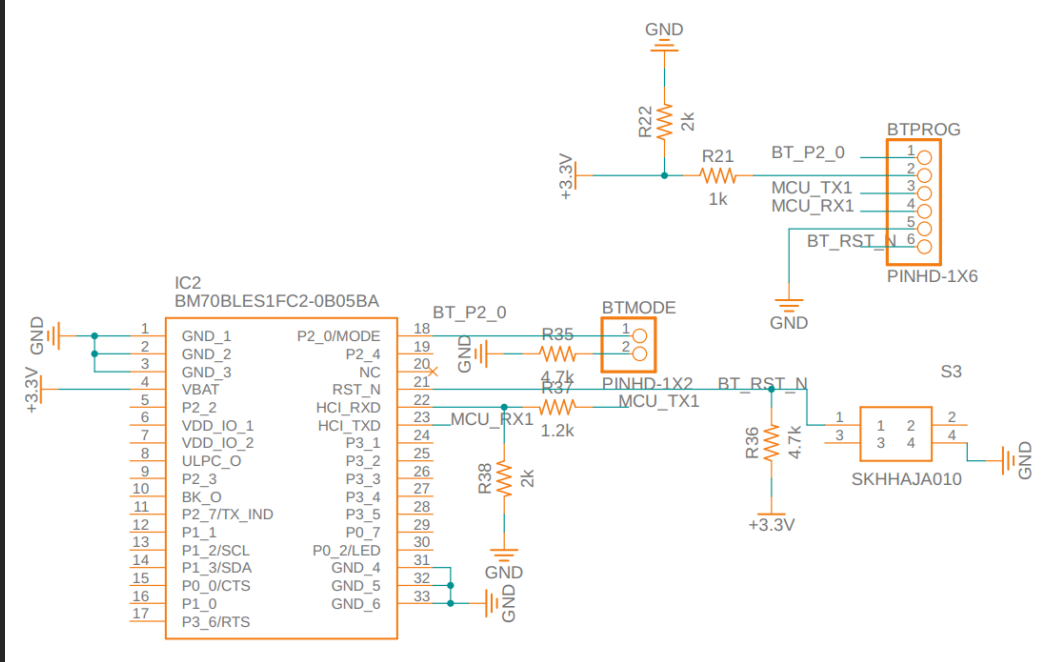 GND
R22
2k
+3.3V
R21
1k
BTPROG
BT_P2_0
MCU_TX1
MCU_RX1
BT_RST_N
1
2
3
4
5
6
PINHD-1X6
GND
IC2
BM70BLES1FC2-0B05BA
GND
+3.3V
1 GND_1 P2_0/MODE 18
2 GND_2 P2_4 19
3 GND_3 NC 20
4 VBAT RST_N 21
5 P2_2 HCI_RXD 22
6 VDD_IO_1 HCI_TXD 23
7 VDD_IO_2 P3_1 24
8 ULPC_O P3_2 25
9 P2_3 P3_3 26
10 BK_O P3_4 27
11 P2_7/TX_IND P3_5 28
12 P1_1 P0_7 29
13 P1_2/SCL P0_2/LED 30
14 P1_3/SDA GND_4 31
15 P0_0/CTS GND_5 32
16 P1_0 GND_6 33
17 P3_6/RTS
BT_P2_0
GND
R35
4.7k
BTMODE
1
2
PINHD-1X2
R37
1.2k
MCU_TX1
MCU_RX1
R38
2k
GND
GND
BT_RST_N
R36
4.7k
+3.3V
S3
1 1 2 2
3 3 4 4
SKHHAJA010
GND